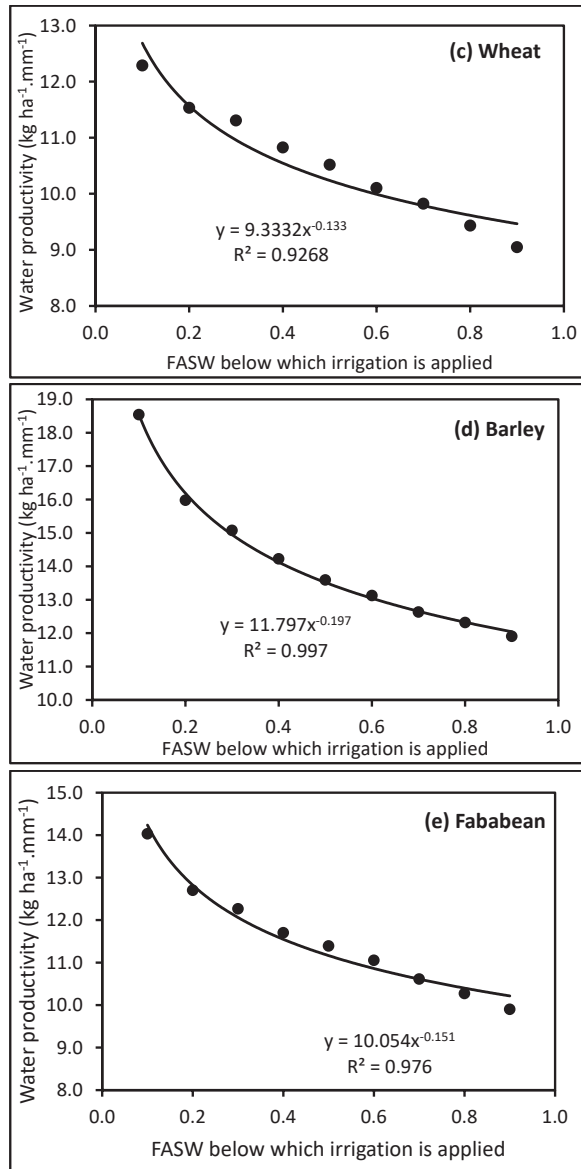 (c) Wheat
Water productivity (kg ha⁻¹.mm⁻¹)
13.0
12.0
11.0
10.0
9.0
8.0
y = 9.3332x⁻⁰·¹³³
R² = 0.9268
0.0 0.2 0.4 0.6 0.8 1.0
FASW below which irrigation is applied
(d) Barley
Water productivity (kg ha⁻¹.mm⁻¹)
19.0
18.0
17.0
16.0
15.0
14.0
13.0
12.0
11.0
10.0
y = 11.797x⁻⁰·¹⁹⁷
R² = 0.997
0.0 0.2 0.4 0.6 0.8 1.0
FASW below which irrigation is applied
(e) Fababean
Water productivity (kg ha⁻¹.mm⁻¹)
15.0
14.0
13.0
12.0
11.0
10.0
9.0
8.0
y = 10.054x⁻⁰·¹⁵¹
R² = 0.976
0.0 0.2 0.4 0.6 0.8 1.0
FASW below which irrigation is applied